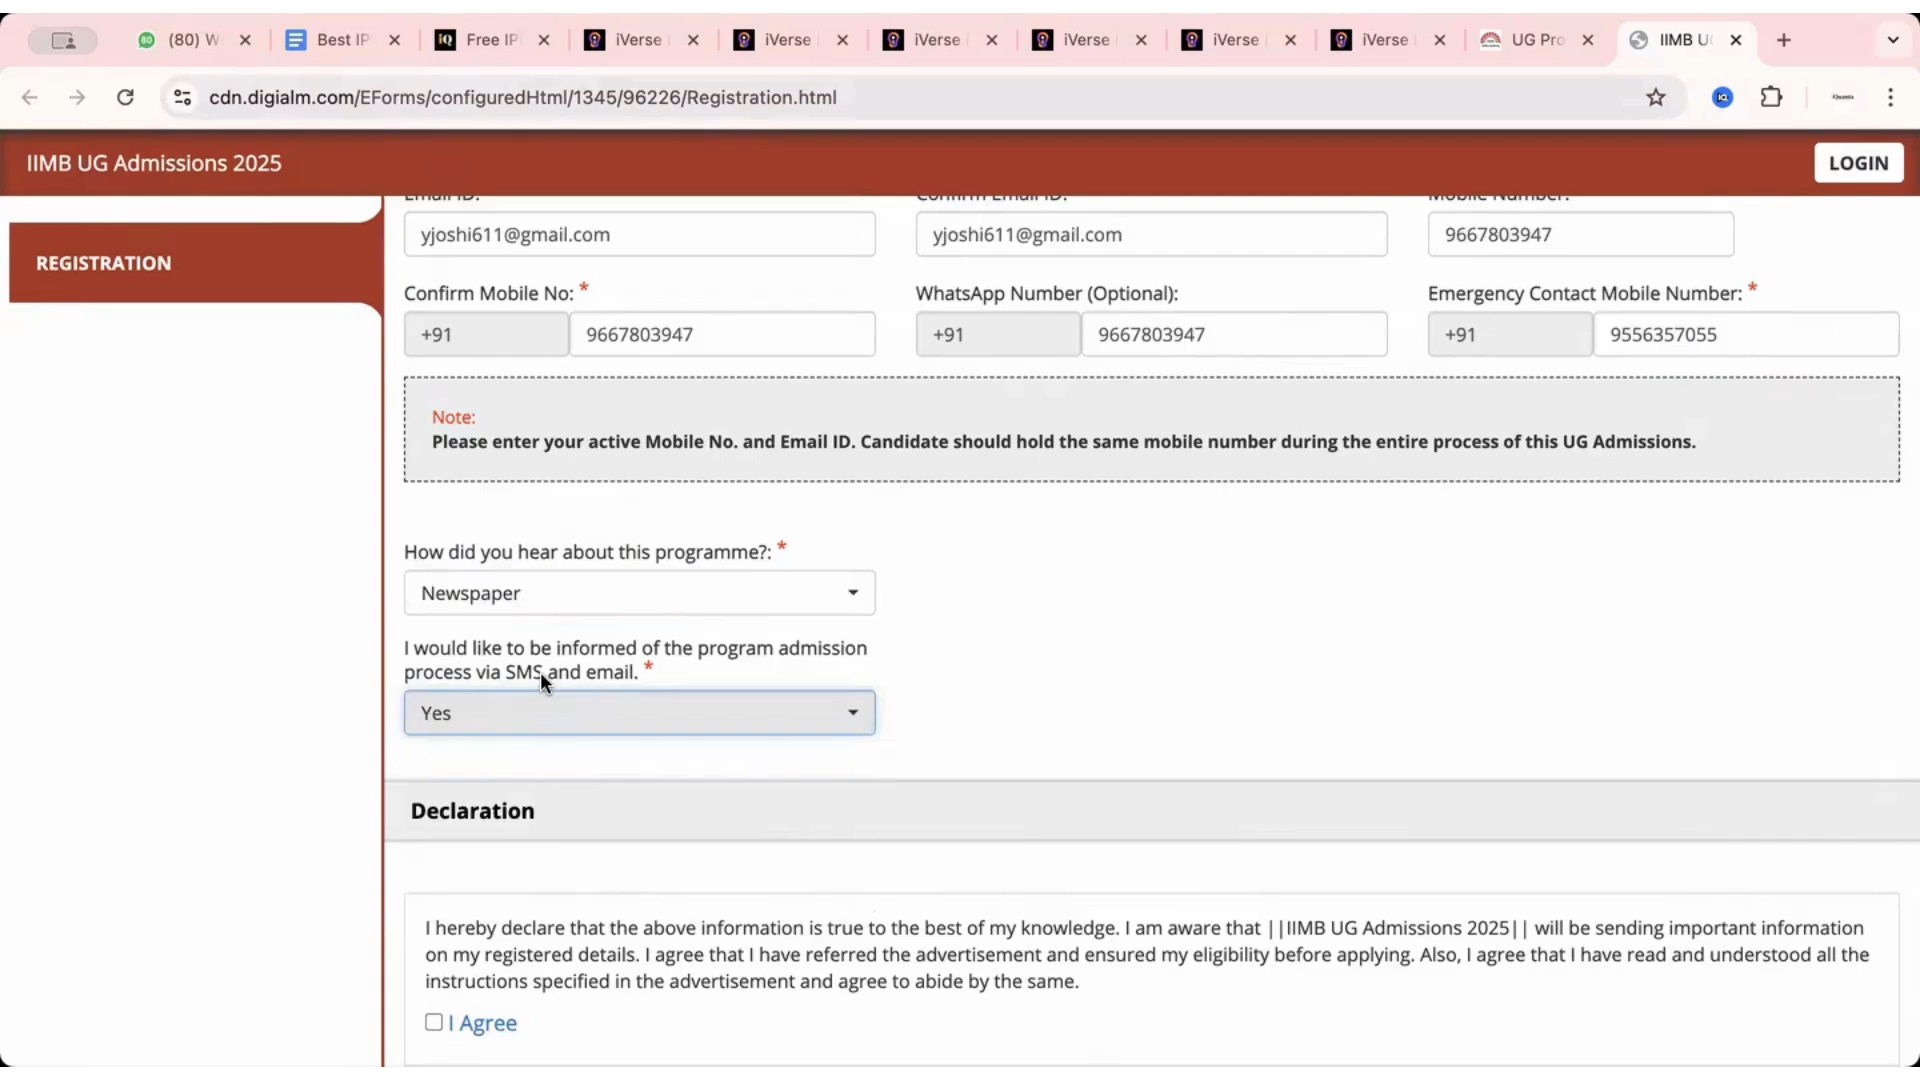 (80) W
Best IP
Free IP
iVerse
iVerse
iVerse
iVerse
iVerse
iVerse
UG Pro
IIMB U
cdn.digialm.com/EForms/configuredHtml/1345/96226/Registration.html
IIMB UG Admissions 2025
LOGIN
REGISTRATION
Email ID:
Confirm Email ID:
Mobile Number:
yjoshi611@gmail.com
yjoshi611@gmail.com
9667803947
Confirm Mobile No: *
WhatsApp Number (Optional):
Emergency Contact Mobile Number: *
+91 9667803947
+91 9667803947
+91 9556357055
Note:
Please enter your active Mobile No. and Email ID. Candidate should hold the same mobile number during the entire process of this UG Admissions.
How did you hear about this programme?: *
Newspaper
I would like to be informed of the program admission
process via SMS and email. *
Yes
Declaration
I hereby declare that the above information is true to the best of my knowledge. I am aware that ||IIMB UG Admissions 2025|| will be sending important information
on my registered details. I agree that I have referred the advertisement and ensured my eligibility before applying. Also, I agree that I have read and understood all the
instructions specified in the advertisement and agree to abide by the same.
I Agree